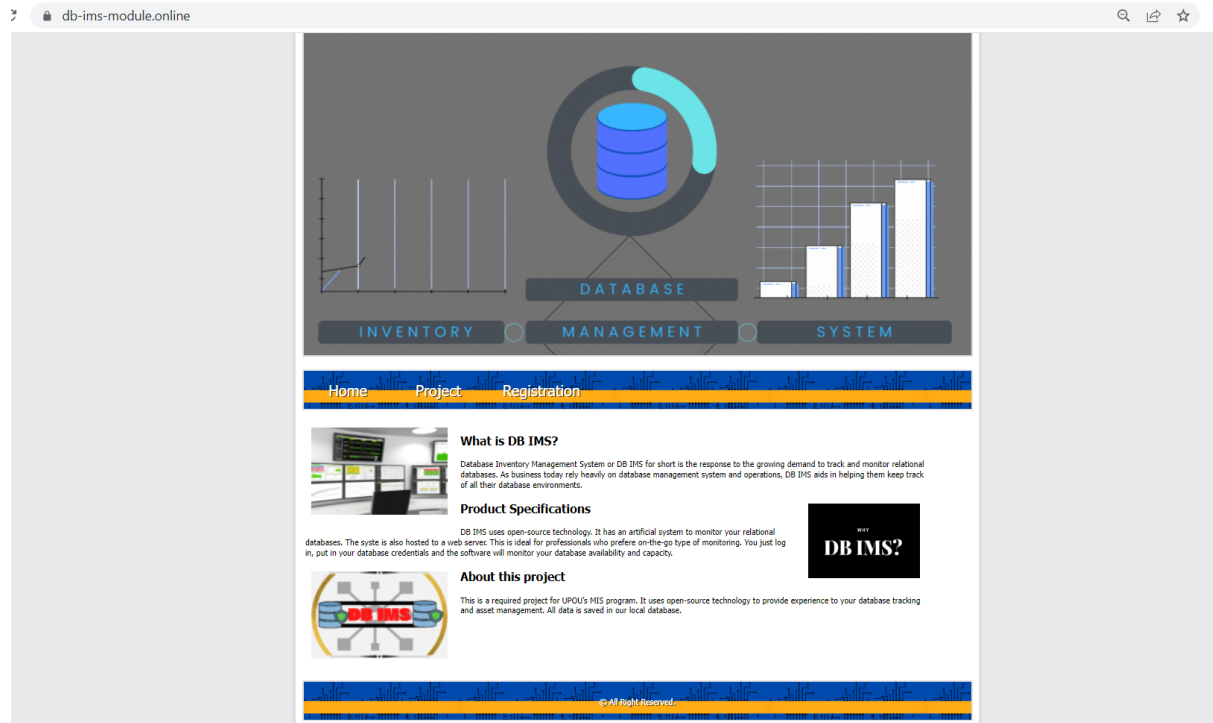 db-ims-module.online
DATABASE
INVENTORY MANAGEMENT SYSTEM
Home Project Registration
What is DB IMS?
Database Inventory Management System or DB IMS for short is the response to the growing demand to track and monitor relational
databases. As business today rely heavily on database management system and operations, DB IMS aids in helping them keep track
of all their database environments.
Product Specifications
DB IMS uses open-source technology. It has an artificial system to monitor your relational
databases. The syste is also hosted to a web server. This is ideal for professionals who prefere on-the-go type of monitoring. You just log
in, put in your database credentials and the software will monitor your database availability and capacity.
WHY
DB IMS?
About this project
This is a required project for UPOU's MIS program. It uses open-source technology to provide experience to your database tracking
and asset management. All data is saved in our local database.
DB IMS
© All Right Reserved.